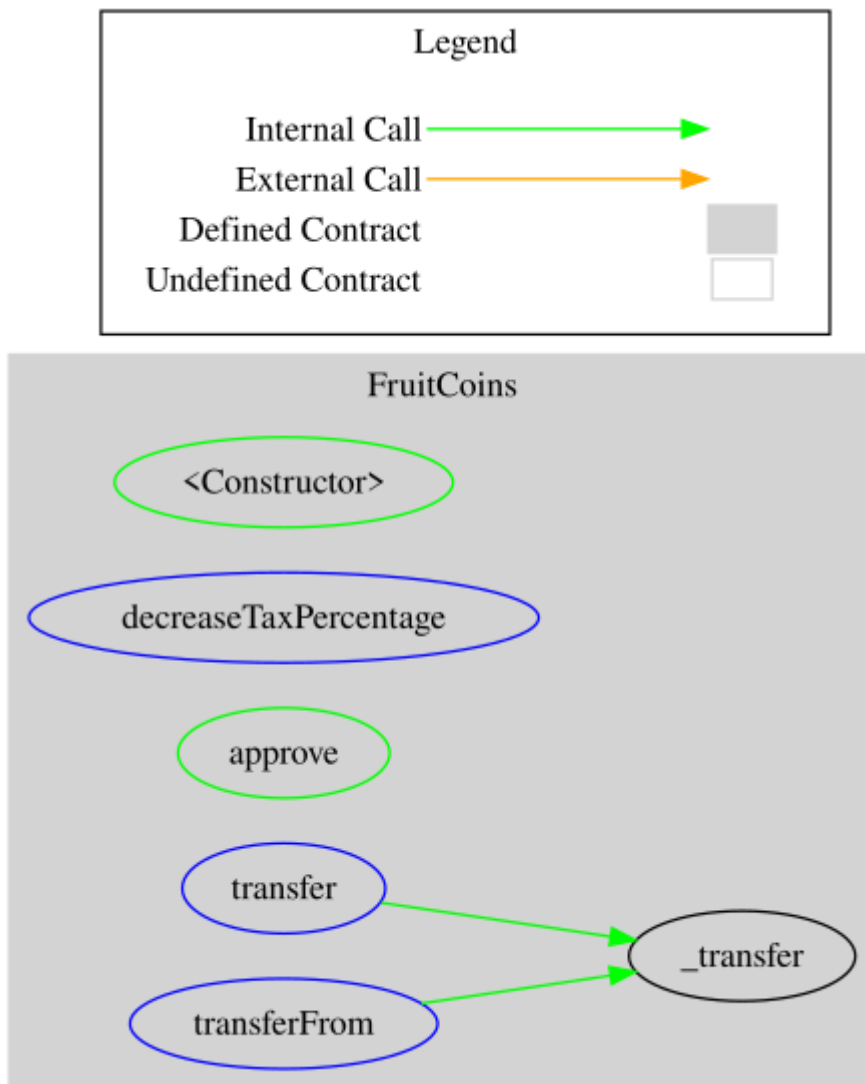 Legend
Internal Call
External Call
Defined Contract
Undefined Contract
FruitCoins
<Constructor>
decreaseTaxPercentage
approve
transfer
_transfer
transferFrom